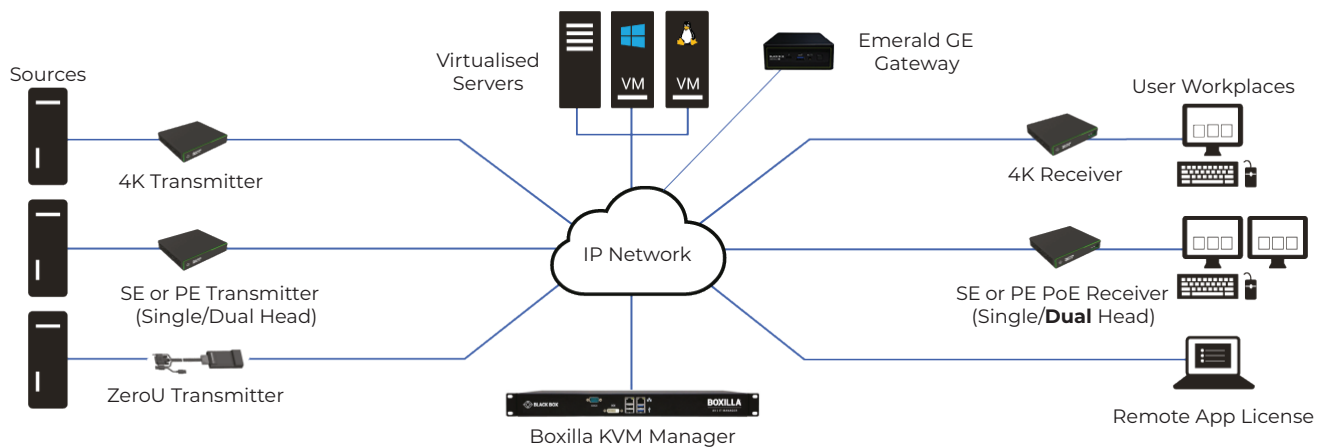 Sources
Virtualised
Servers
VM
VM
Emerald GE
Gateway
User Workplaces
4K Transmitter
4K Receiver
IP Network
SE or PE Transmitter
(Single/Dual Head)
SE or PE PoE Receiver
(Single/Dual Head)
ZeroU Transmitter
BLACK BOX
BOXILLA
Boxilla KVM Manager
Remote App License